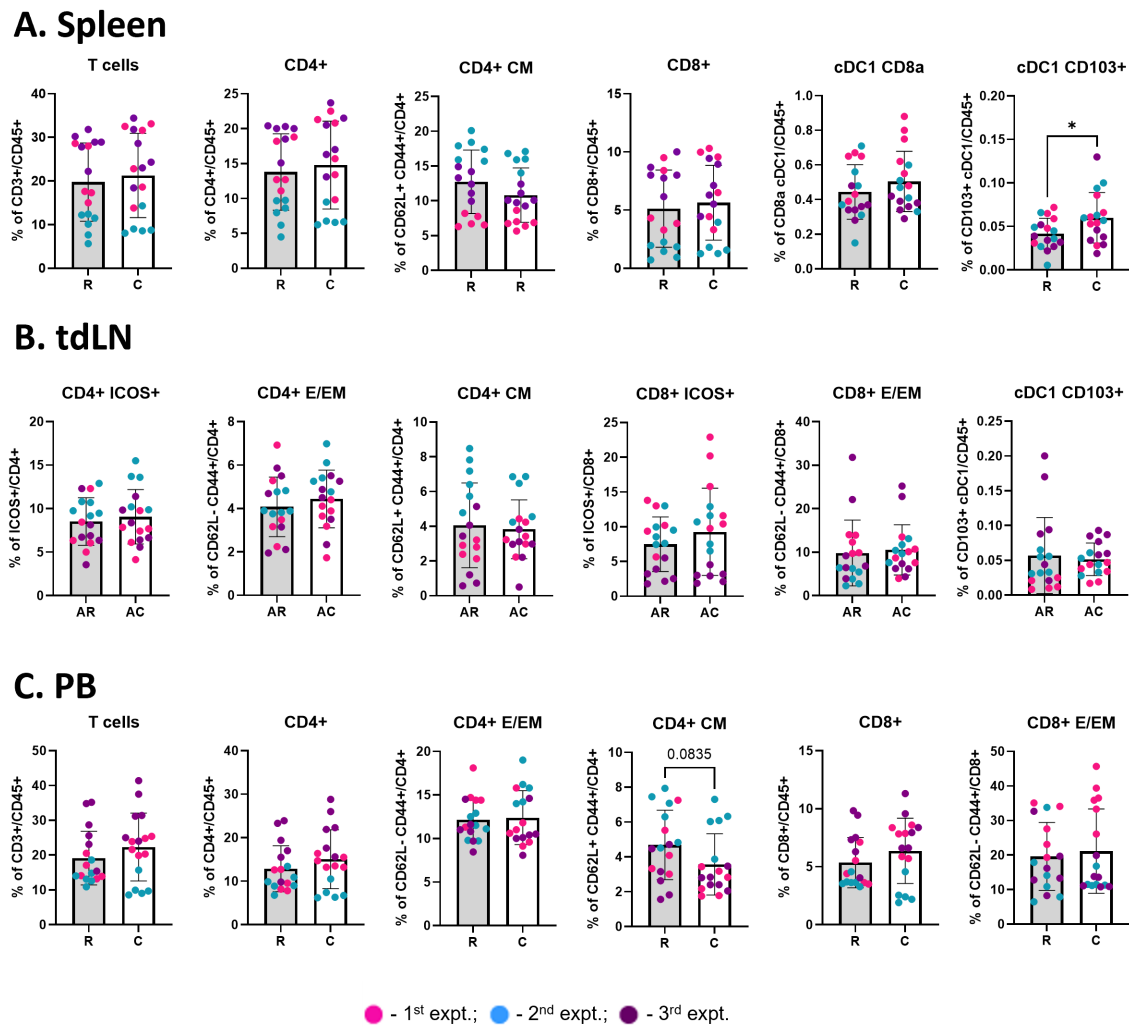 A. Spleen
T cells
% of CD3+/CD45+
40
30
20
10
0
R
C
CD4+
% of CD4+/CD45+
25
20
15
10
5
0
R
C
CD4+ CM
% of CD62L+ CD44+/CD4+
25
20
15
10
5
0
R
R
CD8+
% of CD8+/CD45+
15
10
5
0
R
C
cDC1 CD8a
% of CD8a cDC1/CD45+
1.0
0.8
0.6
0.4
0.2
0.0
R
C
cDC1 CD103+
% of CD103+ cDC1/CD45+
0.20
0.15
0.10
0.05
0.00
*
R
C
B. tdLN
CD4+ ICOS+
% of ICOS+/CD4+
20
15
10
5
0
AR
AC
CD4+ E/EM
% of CD62L- CD44+/CD4+
8
6
4
2
0
AR
AC
CD4+ CM
% of CD62L+ CD44+/CD4+
10
8
6
4
2
0
AR
AC
CD8+ ICOS+
% of ICOS+/CD8+
25
20
15
10
5
0
AR
AC
CD8+ E/EM
% of CD62L- CD44+/CD8+
40
30
20
10
0
AR
AC
cDC1 CD103+
% of CD103+ cDC1/CD45+
0.25
0.20
0.15
0.10
0.05
0.00
AR
AC
C. PB
T cells
% of CD3+/CD45+
50
40
30
20
10
0
R
C
CD4+
% of CD4+/CD45+
40
30
20
10
0
R
C
CD4+ E/EM
% of CD62L- CD44+/CD4+
20
15
10
5
0
R
C
CD4+ CM
% of CD62L+ CD44+/CD4+
10
8
6
4
2
0
0.0835
R
C
CD8+
% of CD8+/CD45+
15
10
5
0
R
C
CD8+ E/EM
% of CD62L- CD44+/CD8+
50
40
30
20
10
0
R
C
- 1st expt.; - 2nd expt.; - 3rd expt.